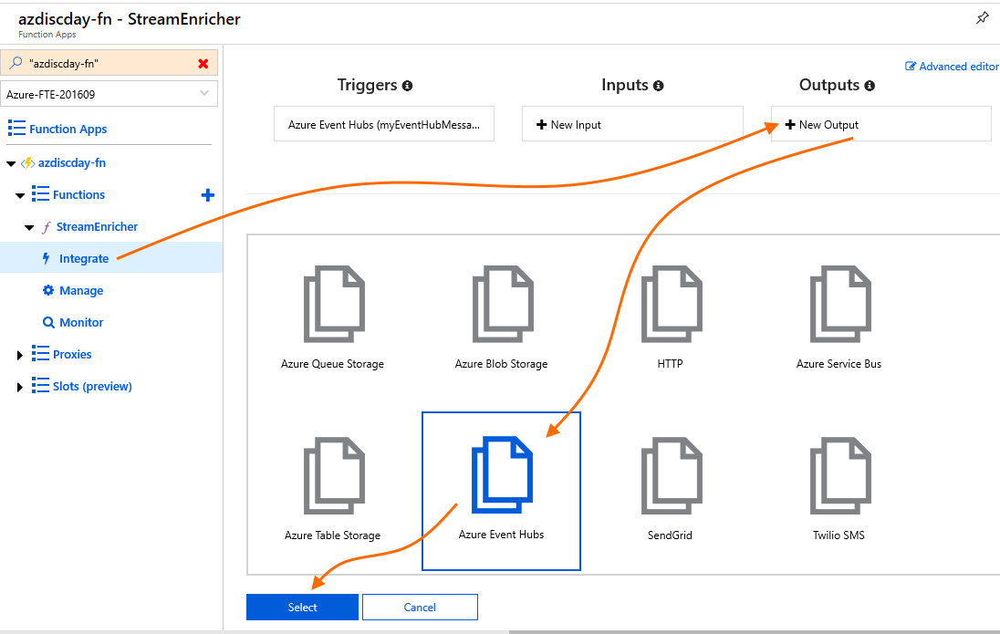 azdiscday-fn - StreamEnricher
Function Apps
"azdiscday-fn"
Azure-FTE-201609
Function Apps
azdiscday-fn
Functions
StreamEnricher
Integrate
Manage
Monitor
Proxies
Slots (preview)
Advanced editor
Triggers
Inputs
Outputs
Azure Event Hubs (myEventHubMessa...
New Input
New Output
Azure Queue Storage
Azure Blob Storage
HTTP
Azure Service Bus
Azure Table Storage
Azure Event Hubs
SendGrid
Twilio SMS
Select
Cancel